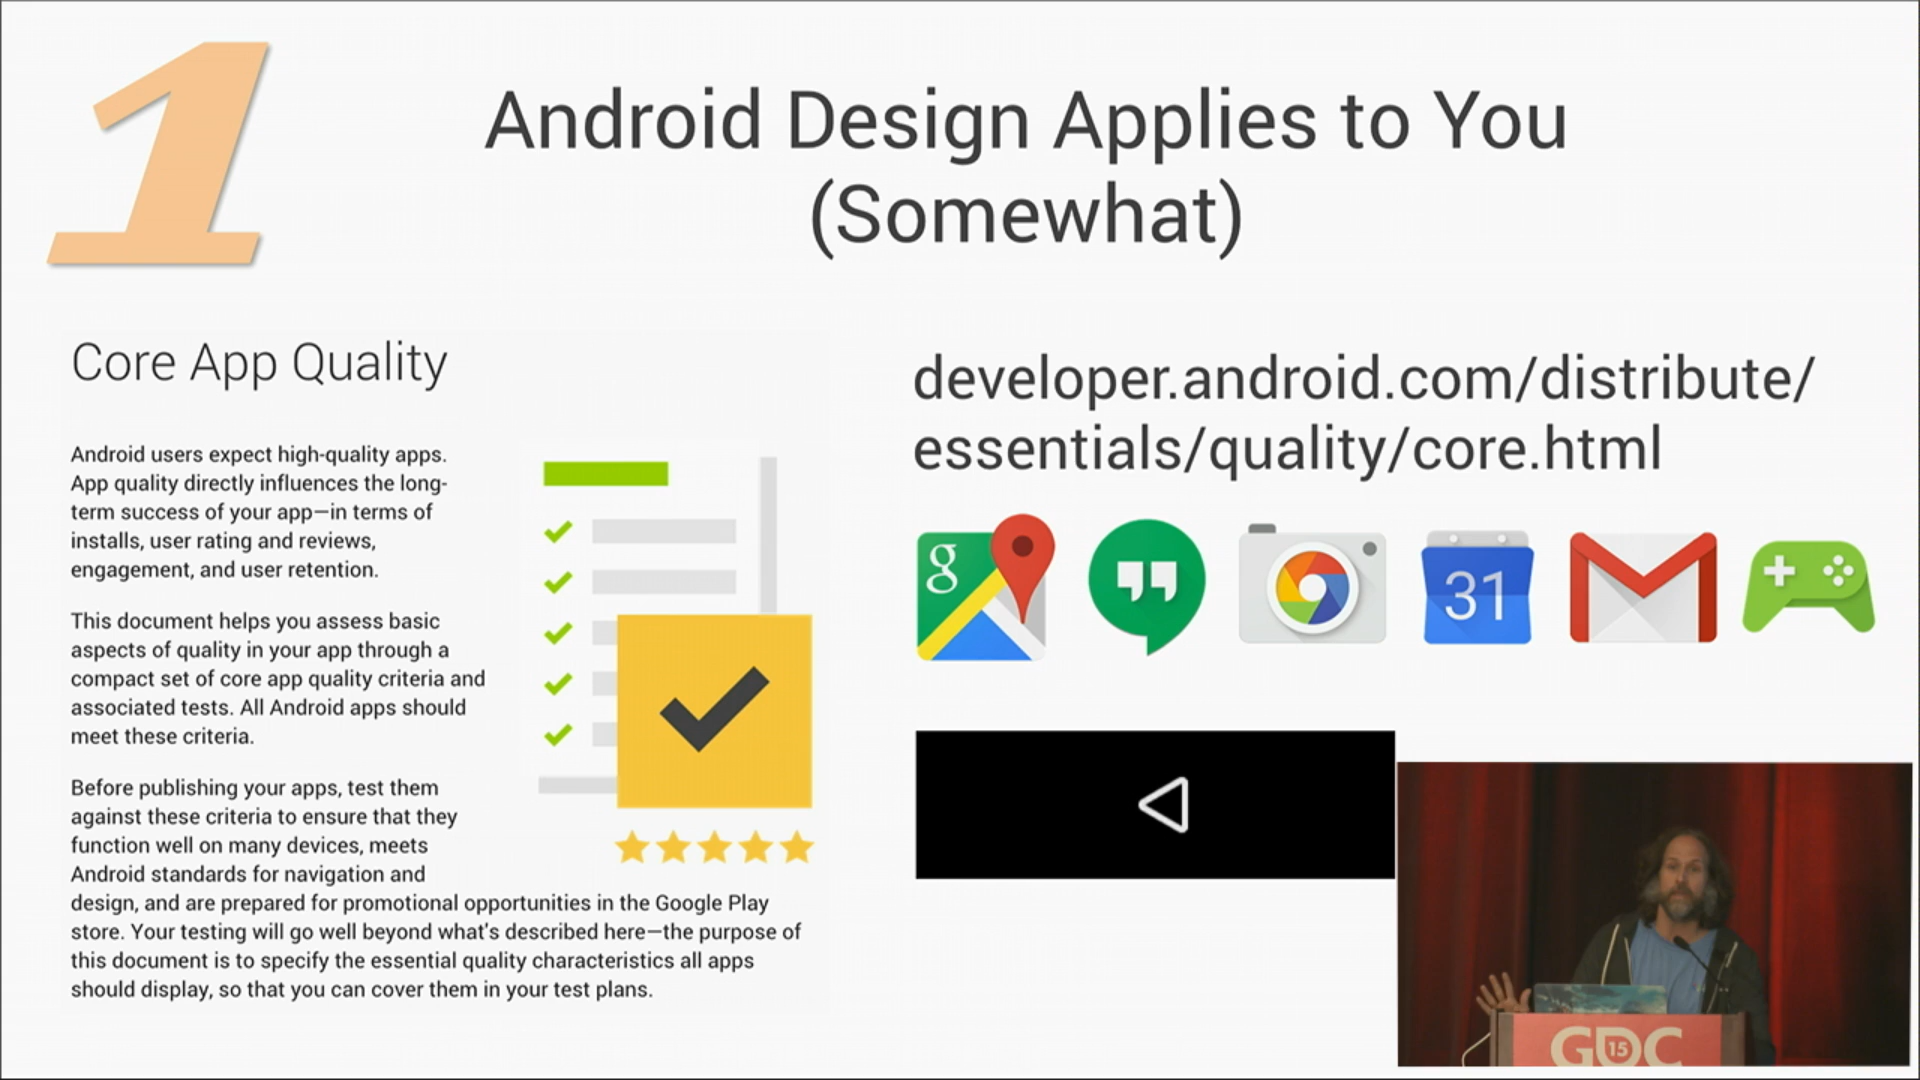 1
Android Design Applies to You
(Somewhat)
Core App Quality
Android users expect high-quality apps.
App quality directly influences the long-
term success of your app—in terms of
installs, user rating and reviews,
engagement, and user retention.
This document helps you assess basic
aspects of quality in your app through a
compact set of core app quality criteria and
associated tests. All Android apps should
meet these criteria.
Before publishing your apps, test them
against these criteria to ensure that they
function well on many devices, meets
Android standards for navigation and
design, and are prepared for promotional opportunities in the Google Play
store. Your testing will go well beyond what's described here—the purpose of
this document is to specify the essential quality characteristics all apps
should display, so that you can cover them in your test plans.
developer.android.com/distribute/
essentials/quality/core.html
g
31
GDC
15